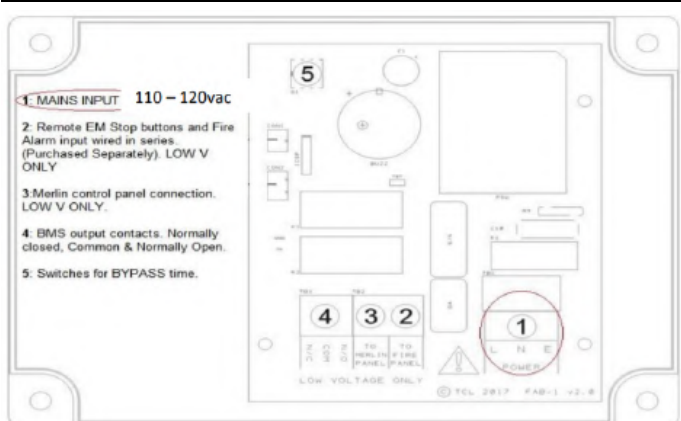 1: MAINS INPUT 110 – 120vac
2: Remote EM Stop buttons and Fire
Alarm input wired in series.
(Purchased Separately). LOW V
ONLY
3:Merlin control panel connection.
LOW V ONLY.
4: BMS output contacts. Normally
closed, Common & Normally Open.
5: Switches for BYPASS time.
5
4
3
2
1
N/C
COM
N/O
TO
MERLIN
PANEL
TO
FIRE
PANEL
L N E
POWER
LOW VOLTAGE ONLY
© TCL 2017 FAB-1 v2.0